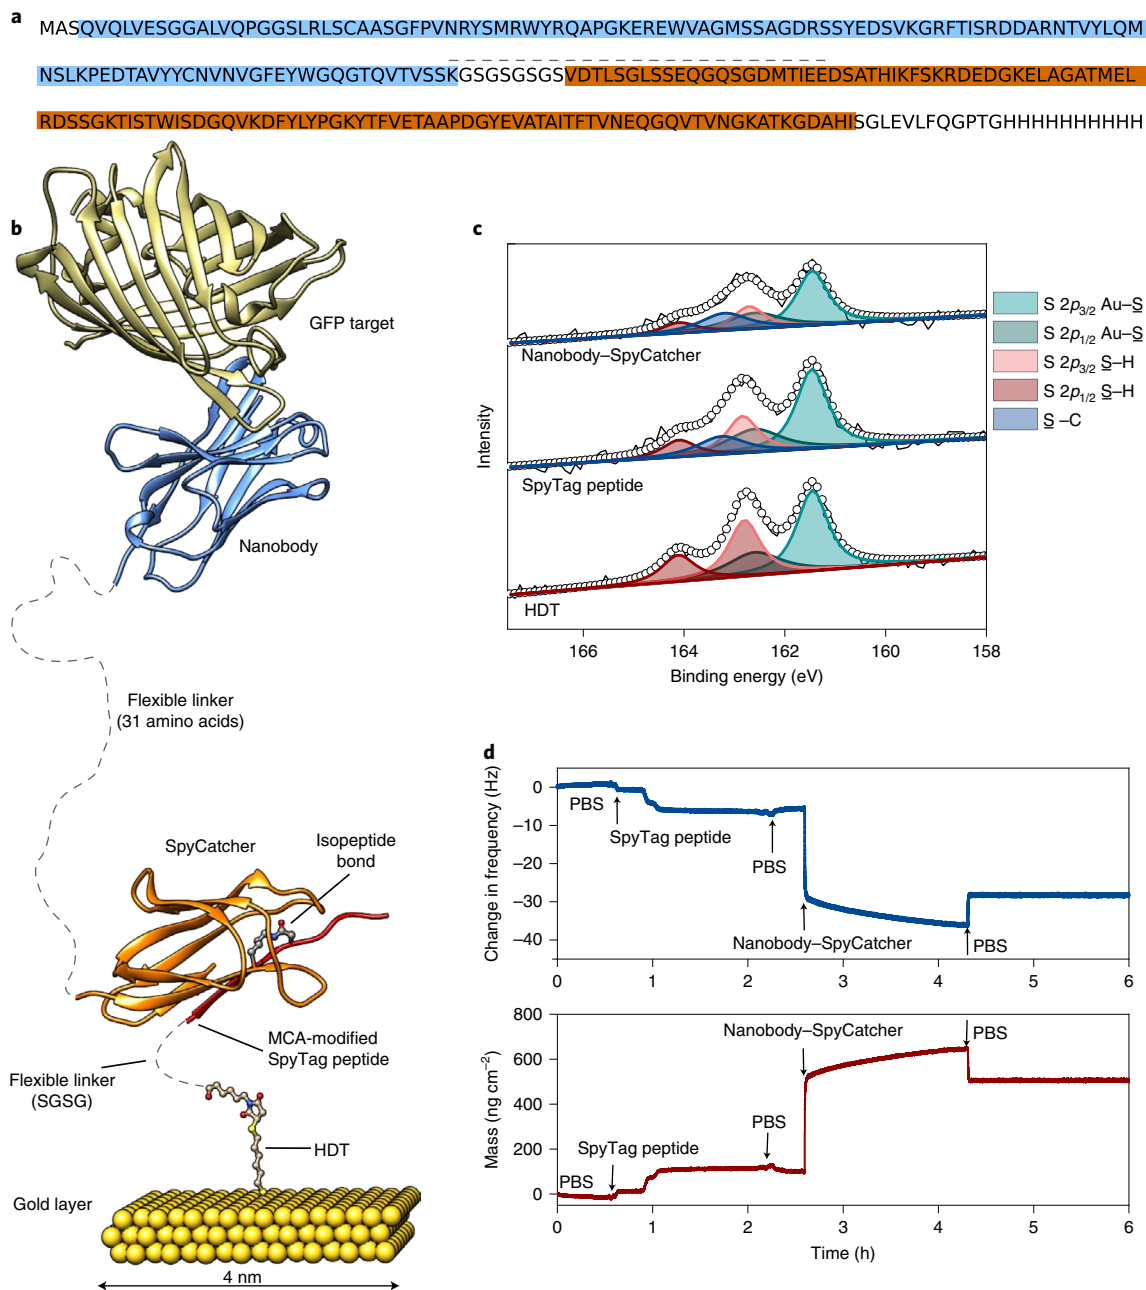 a
MASQVQLVESGGALVQPGGSLRLSCAASGFPVNRYSMRWYRQAPGKEREWVAGMSSAGDRSSYEDSVKGRFTISRDDARNTVYLQM
NSLKPEDTAVYYCNVNVGFEYWGQGTQVTVSSKGSGSGSGSVDTLSGLSSEQGQSGDMTIEEDSATHIKFSKRDEDGKELAGATMEL
RDSSGKTISTWISDGQVKDFYLYPGKYTFVETAAPDGYEVATAITFTVNEQGQVTVNGKATKGDAHISGLEVLFQGPTGHHHHHHHHHH
b
GFP target
Nanobody
Flexible linker
(31 amino acids)
SpyCatcher
Isopeptide
bond
MCA-modified
SpyTag peptide
Flexible linker
(SGSG)
HDT
Gold layer
4 nm
c
Intensity
Nanobody–SpyCatcher
SpyTag peptide
HDT
166 164 162 160 158
Binding energy (eV)
S 2p3/2 Au–S
S 2p1/2 Au–S
S 2p3/2 S–H
S 2p1/2 S–H
S –C
d
Change in frequency (Hz)
0
–10
–20
–30
–40
PBS
SpyTag peptide
PBS
Nanobody–SpyCatcher
PBS
0 1 2 3 4 5 6
Mass (ng cm–2)
800
600
400
200
0
PBS
SpyTag peptide
PBS
Nanobody–SpyCatcher
PBS
0 1 2 3 4 5 6
Time (h)